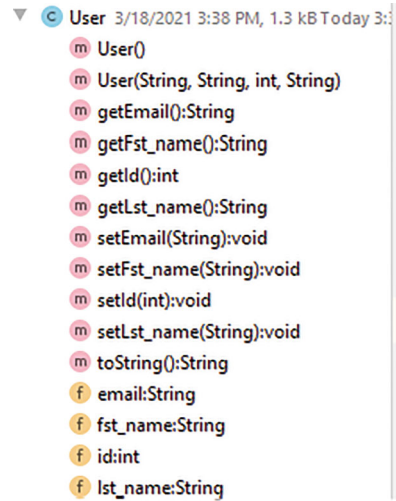 C User 3/18/2021 3:38 PM, 1.3 kB Today 3:
m User()
m User(String, String, int, String)
m getEmail():String
m getFst_name():String
m getId():int
m getLst_name():String
m setEmail(String):void
m setFst_name(String):void
m setId(int):void
m setLst_name(String):void
m toString():String
f email:String
f fst_name:String
f id:int
f lst_name:String